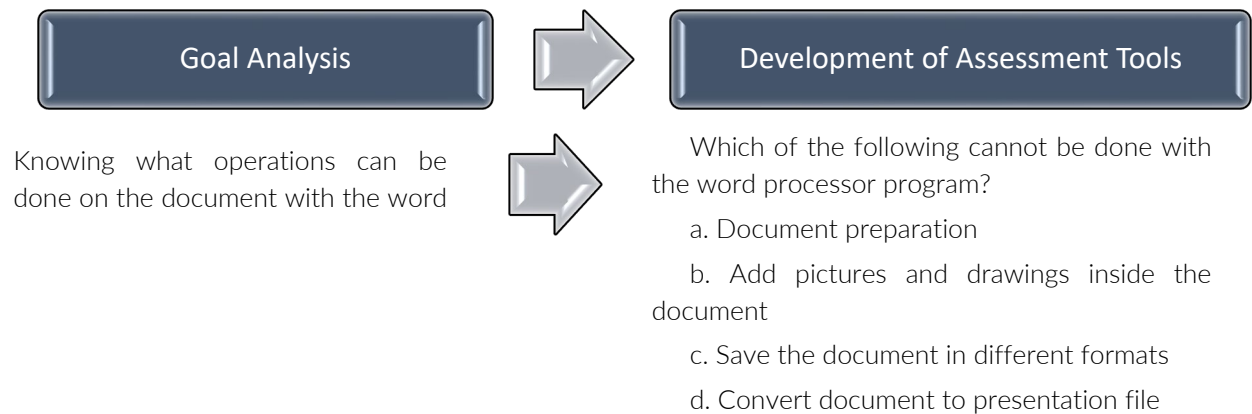 Goal Analysis
Development of Assessment Tools
Knowing what operations can be
done on the document with the word
Which of the following cannot be done with
the word processor program?
a. Document preparation
b. Add pictures and drawings inside the
document
c. Save the document in different formats
d. Convert document to presentation file